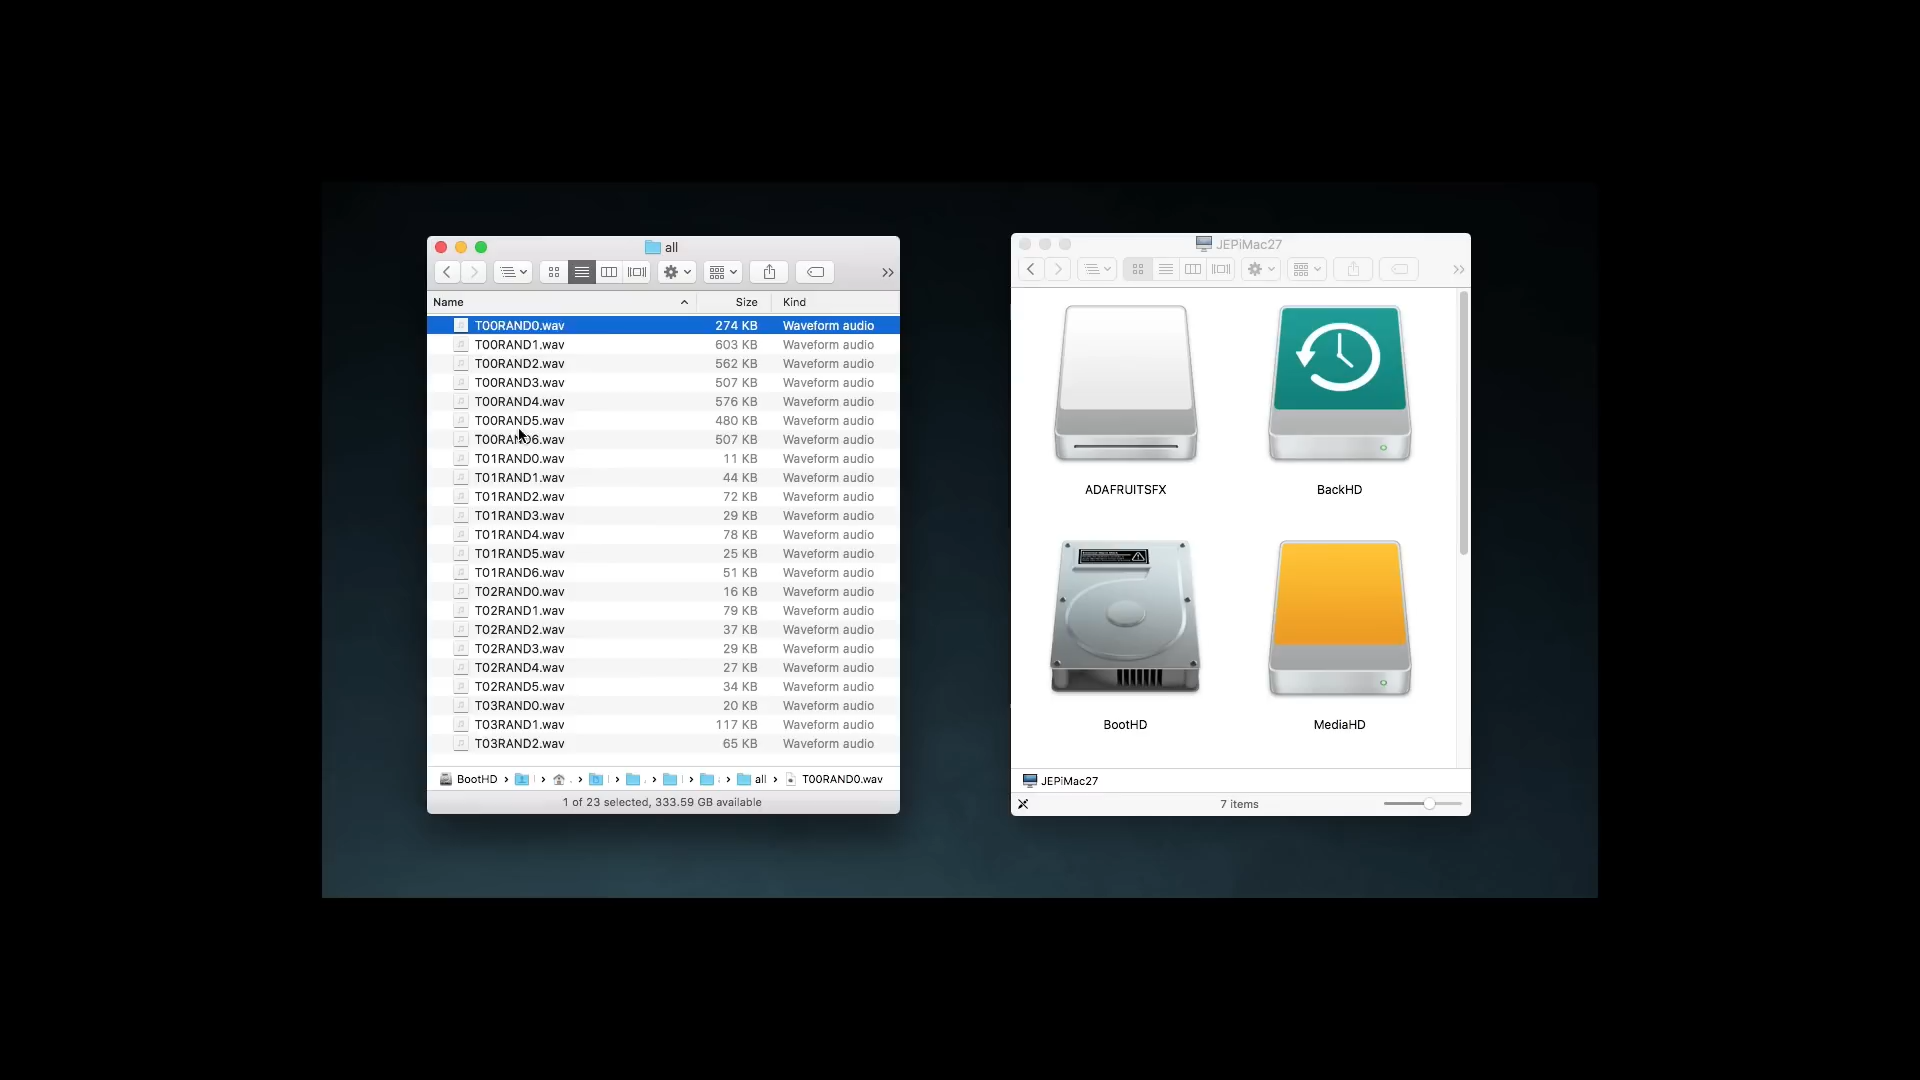 all
Name Size Kind
T00RAND0.wav 274 KB Waveform audio
T00RAND1.wav 603 KB Waveform audio
T00RAND2.wav 562 KB Waveform audio
T00RAND3.wav 507 KB Waveform audio
T00RAND4.wav 576 KB Waveform audio
T00RAND5.wav 480 KB Waveform audio
T00RAND6.wav 507 KB Waveform audio
T01RAND0.wav 11 KB Waveform audio
T01RAND1.wav 44 KB Waveform audio
T01RAND2.wav 72 KB Waveform audio
T01RAND3.wav 29 KB Waveform audio
T01RAND4.wav 78 KB Waveform audio
T01RAND5.wav 25 KB Waveform audio
T01RAND6.wav 51 KB Waveform audio
T02RAND0.wav 16 KB Waveform audio
T02RAND1.wav 79 KB Waveform audio
T02RAND2.wav 37 KB Waveform audio
T02RAND3.wav 29 KB Waveform audio
T02RAND4.wav 27 KB Waveform audio
T02RAND5.wav 34 KB Waveform audio
T03RAND0.wav 20 KB Waveform audio
T03RAND1.wav 117 KB Waveform audio
T03RAND2.wav 65 KB Waveform audio
BootHD › › › › › › › all › T00RAND0.wav
1 of 23 selected, 333.59 GB available
JEPiMac27
ADAFRUITSFX BackHD
BootHD MediaHD
JEPiMac27
7 items